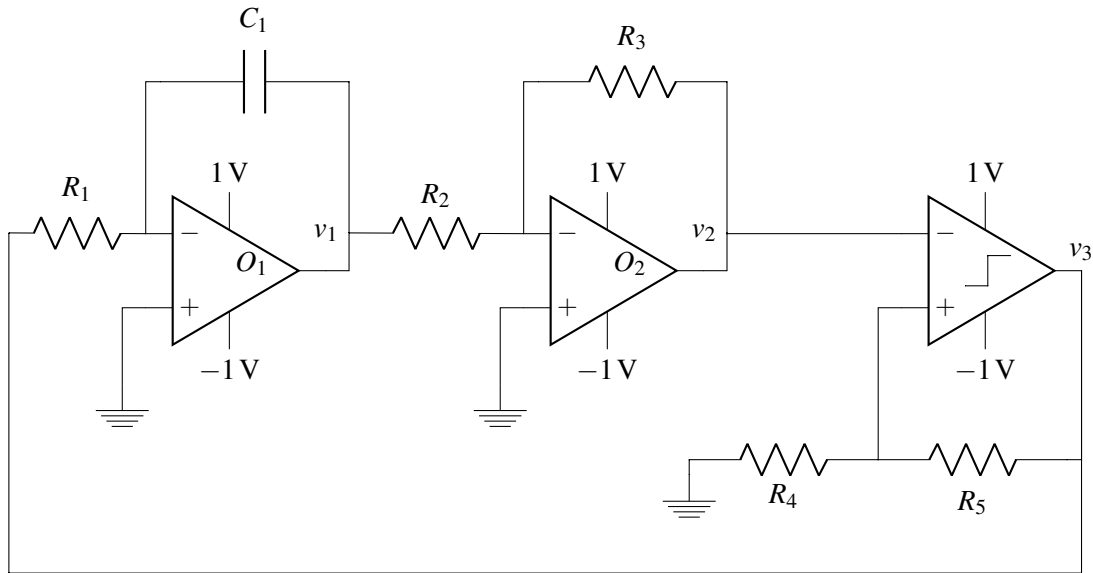 C₁
R₃
1 V
1 V
1 V
R₁
R₂
v₁
v₂
v₃
−
−
−
O₁
O₂
+
+
+
−1 V
−1 V
−1 V
R₄
R₅